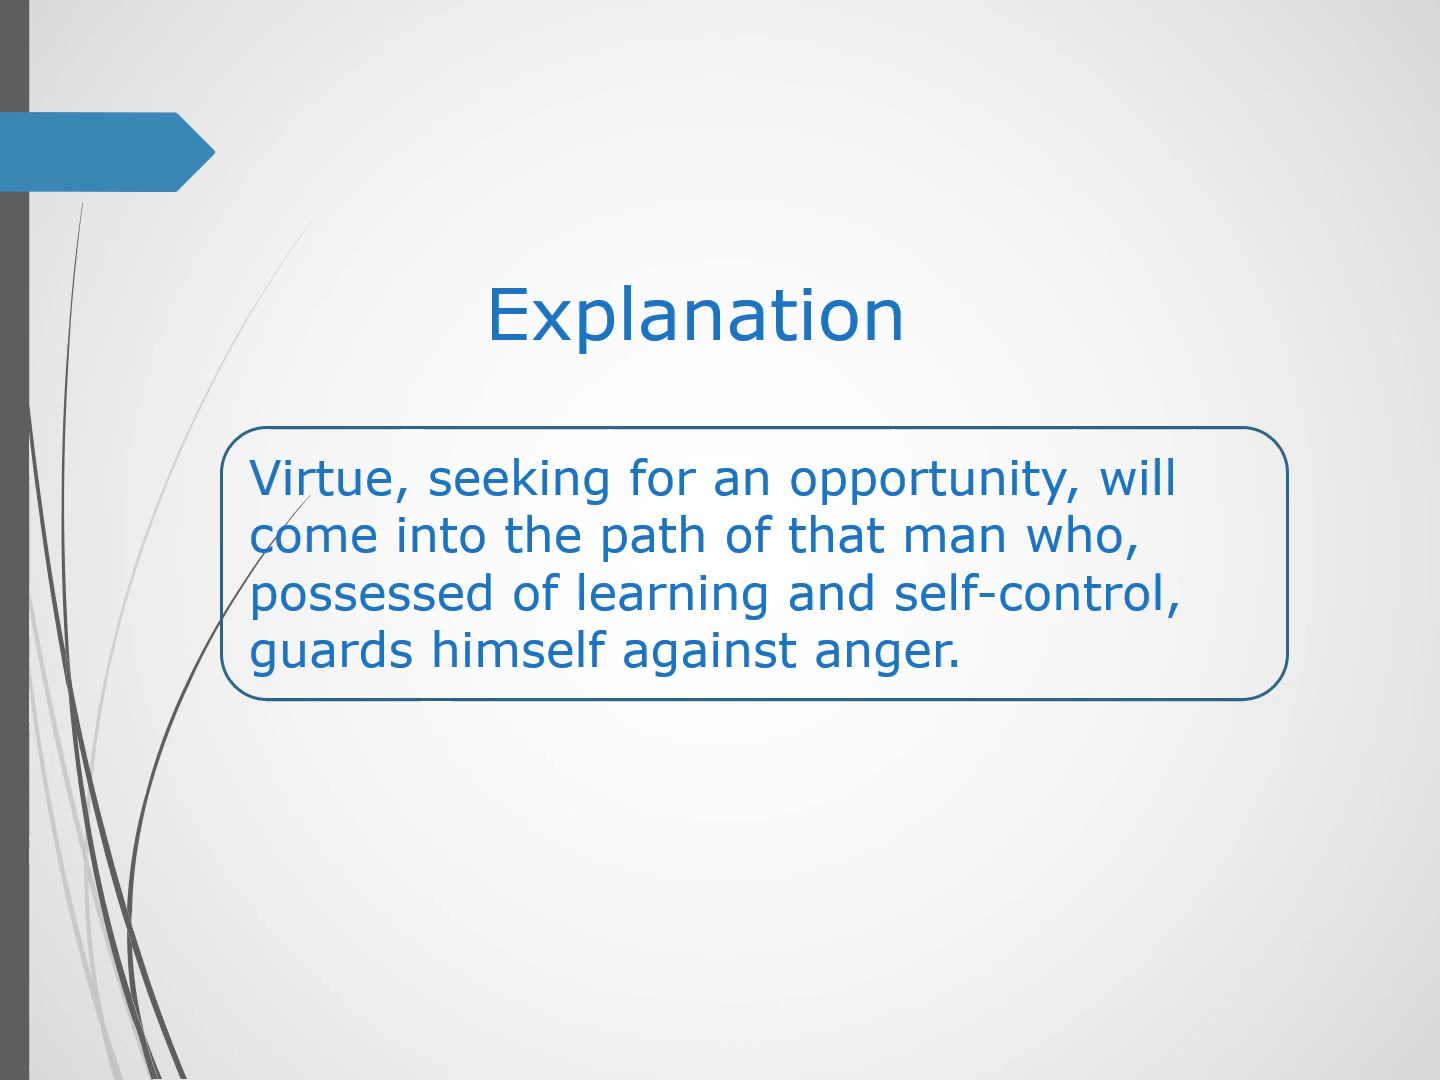 Explanation
Virtue, seeking for an opportunity, will
come into the path of that man who,
possessed of learning and self-control,
guards himself against anger.